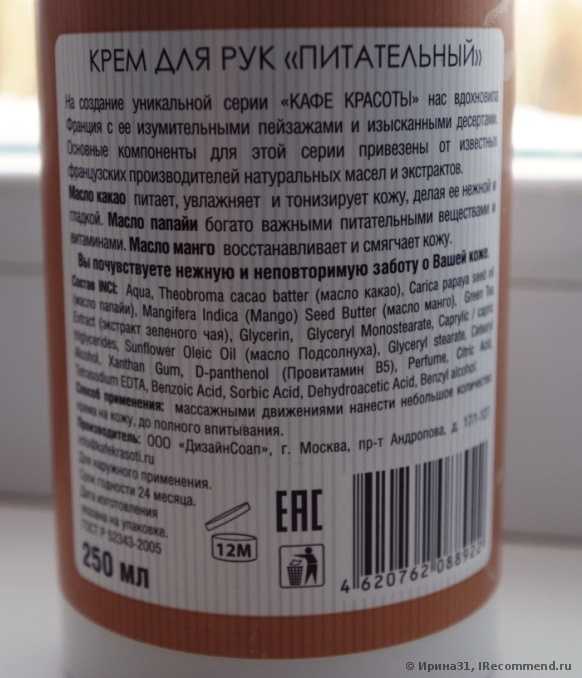 КРЕМ ДЛЯ РУК «ПИТАТЕЛЬНЫЙ»
На создание уникальной серии «КАФЕ КРАСОТЫ» нас вдохновила
Франция с ее изумительными пейзажами и изысканными десертами.
Основные компоненты для этой серии привезены от известных
французских производителей натуральных масел и экстрактов.
Масло какао питает, увлажняет и тонизирует кожу, делая ее нежной и
гладкой. Масло папайи богато важными питательными веществами и
витаминами. Масло манго восстанавливает и смягчает кожу.
Вы почувствуете нежную и неповторимую заботу о Вашей коже.
Состав INCI: Aqua, Theobroma cacao batter (масло какао), Carica papaya seed oil
(масло папайи), Mangifera Indica (Mango) Seed Butter (масло манго), Green Tea
Extract (экстракт зеленого чая), Glycerin, Glyceryl Monostearate, Caprylic / capric
triglycerides, Sunflower Oleic Oil (масло Подсолнуха), Glyceryl stearate, Cetearyl
Alcohol, Xanthan Gum, D-panthenol (Провитамин B5), Perfume, Citric Acid,
Tetrasodium EDTA, Benzoic Acid, Sorbic Acid, Dehydroacetic Acid, Benzyl alcohol.
Способ применения: массажными движениями нанести небольшое количество
крема на кожу, до полного впитывания.
Производитель: ООО «ДизайнСоап», г. Москва, пр-т Андропова, д.
info@kafekrasoti.ru
Для наружного применения.
Срок годности 24 месяца.
Дата изготовления
указана на упаковке.
ГОСТ Р 52343-2005
250 мл
12М
EAC
4 620762 088922
© Ирина31, IRecommend.ru